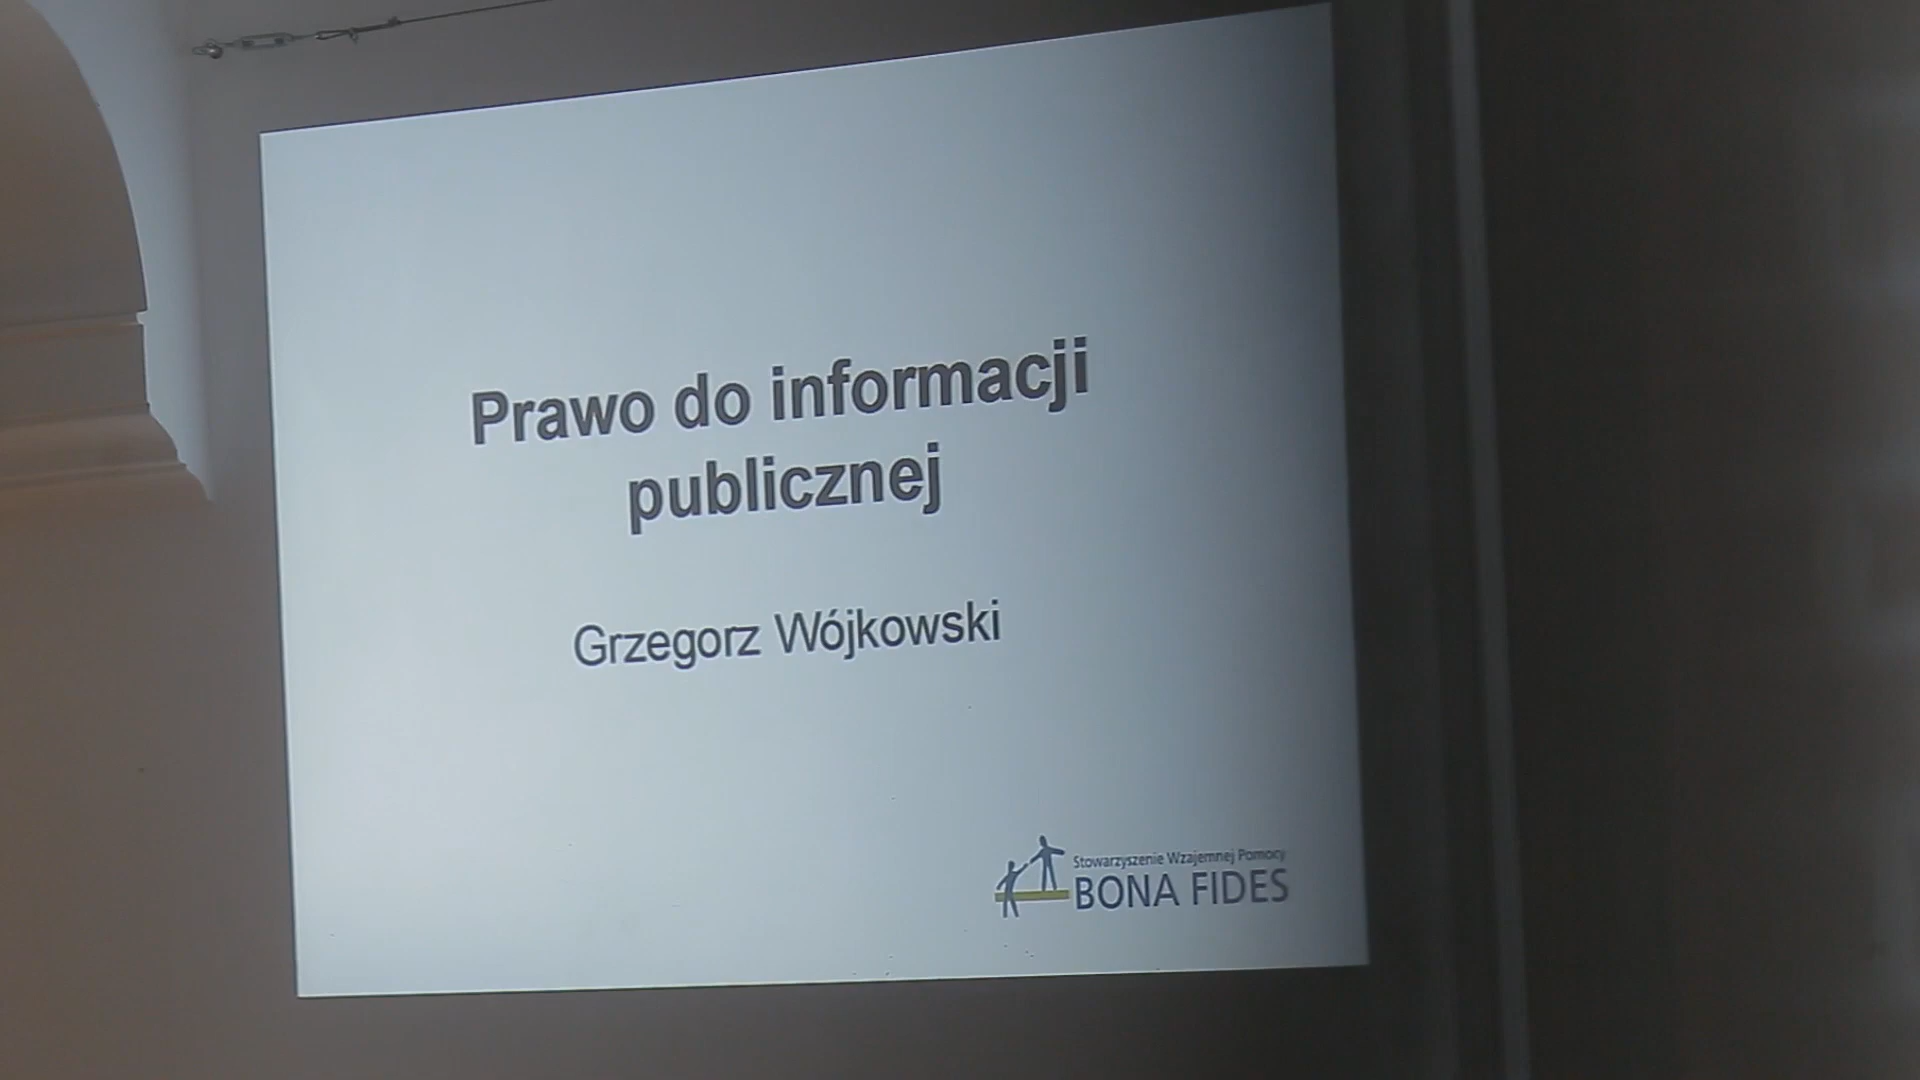 Prawo do informacji
publicznej
Grzegorz Wójkowski
Stowarzyszenie Wzajemnej Pomocy
BONA FIDES